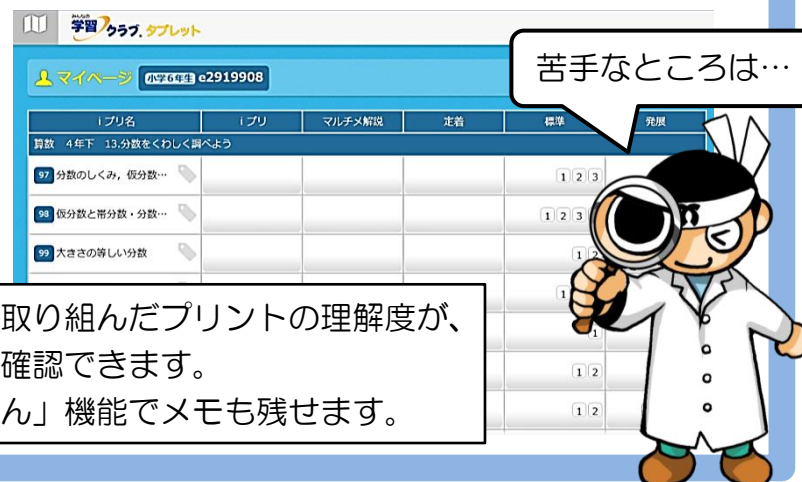 みんなの
学習クラブ タブレット
マイページ 小学6年生 e2919908
苦手なところは…
iプリ名 iプリ マルチメ解説 定着 標準 発展
算数 4年下 13.分数をくわしく調べよう
97 分数のしくみ，仮分数… 1 2 3
98 仮分数と帯分数・分数… 1 2 3
99 大きさの等しい分数 1 2
1
取り組んだプリントの理解度が、
1
確認できます。
1 2
ん」機能でメモも残せます。
1 2